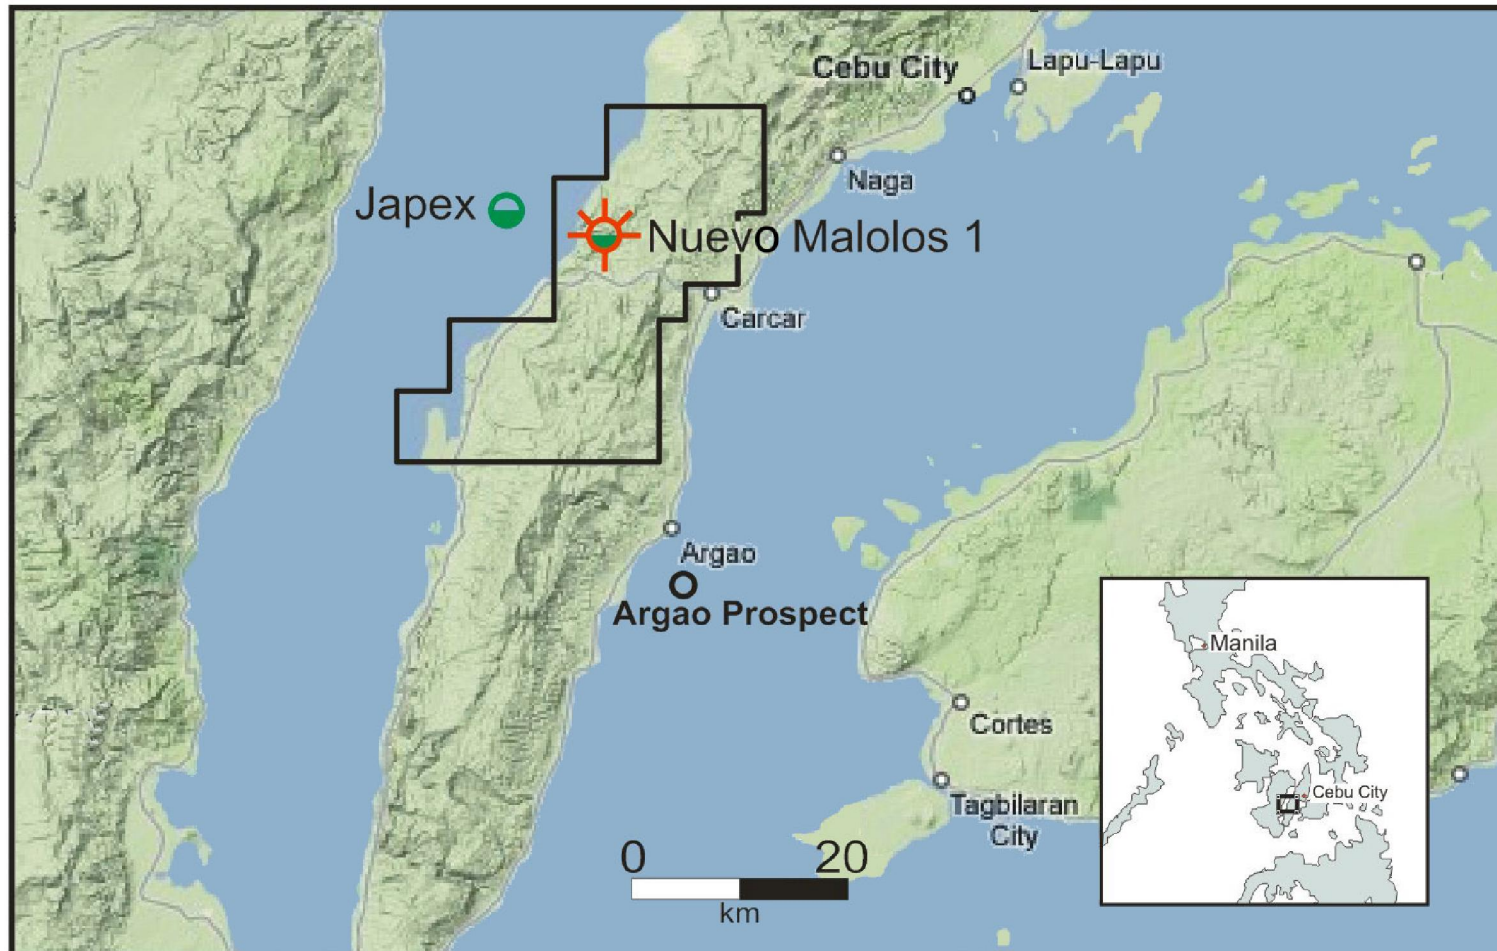 Cebu City
Lapu-Lapu
Naga
Japex
Nuevo Malolos 1
Carcar
Argao
Argao Prospect
Manila
Cebu City
Cortes
Tagbilaran
City
0 20
km